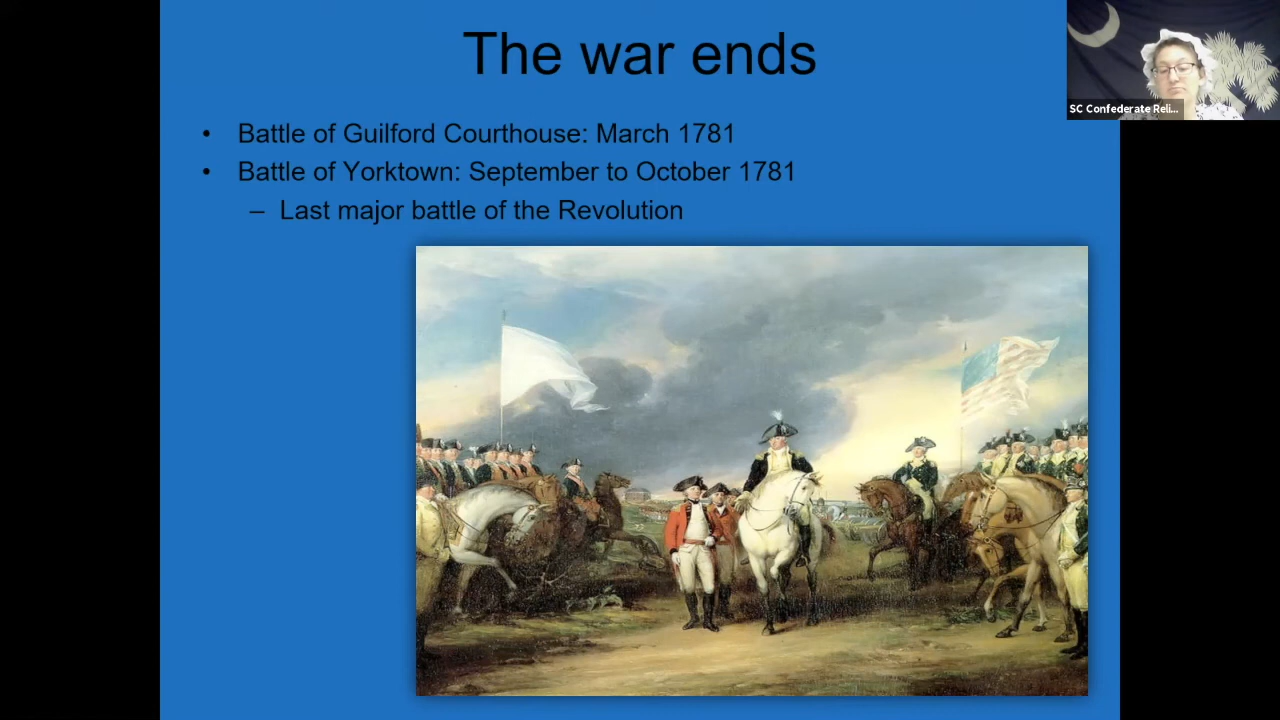 The war ends
• Battle of Guilford Courthouse: March 1781
• Battle of Yorktown: September to October 1781
– Last major battle of the Revolution
SC Confederate Reli...